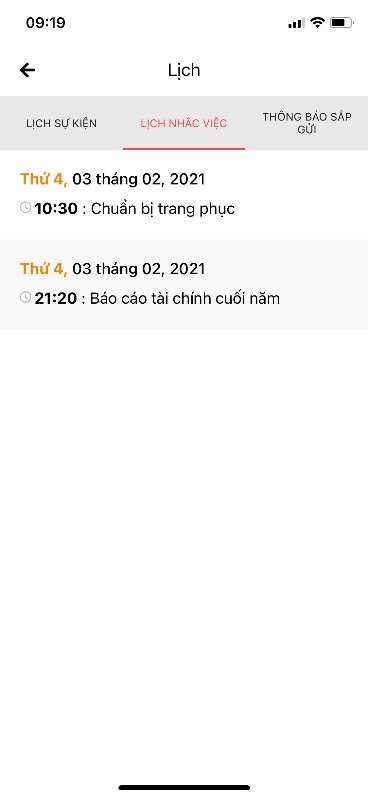 09:19
Lịch
LỊCH SỰ KIỆN
LỊCH NHẮC VIỆC
THÔNG BÁO SẮP
GỬI
Thứ 4, 03 tháng 02, 2021
10:30 : Chuẩn bị trang phục
Thứ 4, 03 tháng 02, 2021
21:20 : Báo cáo tài chính cuối năm